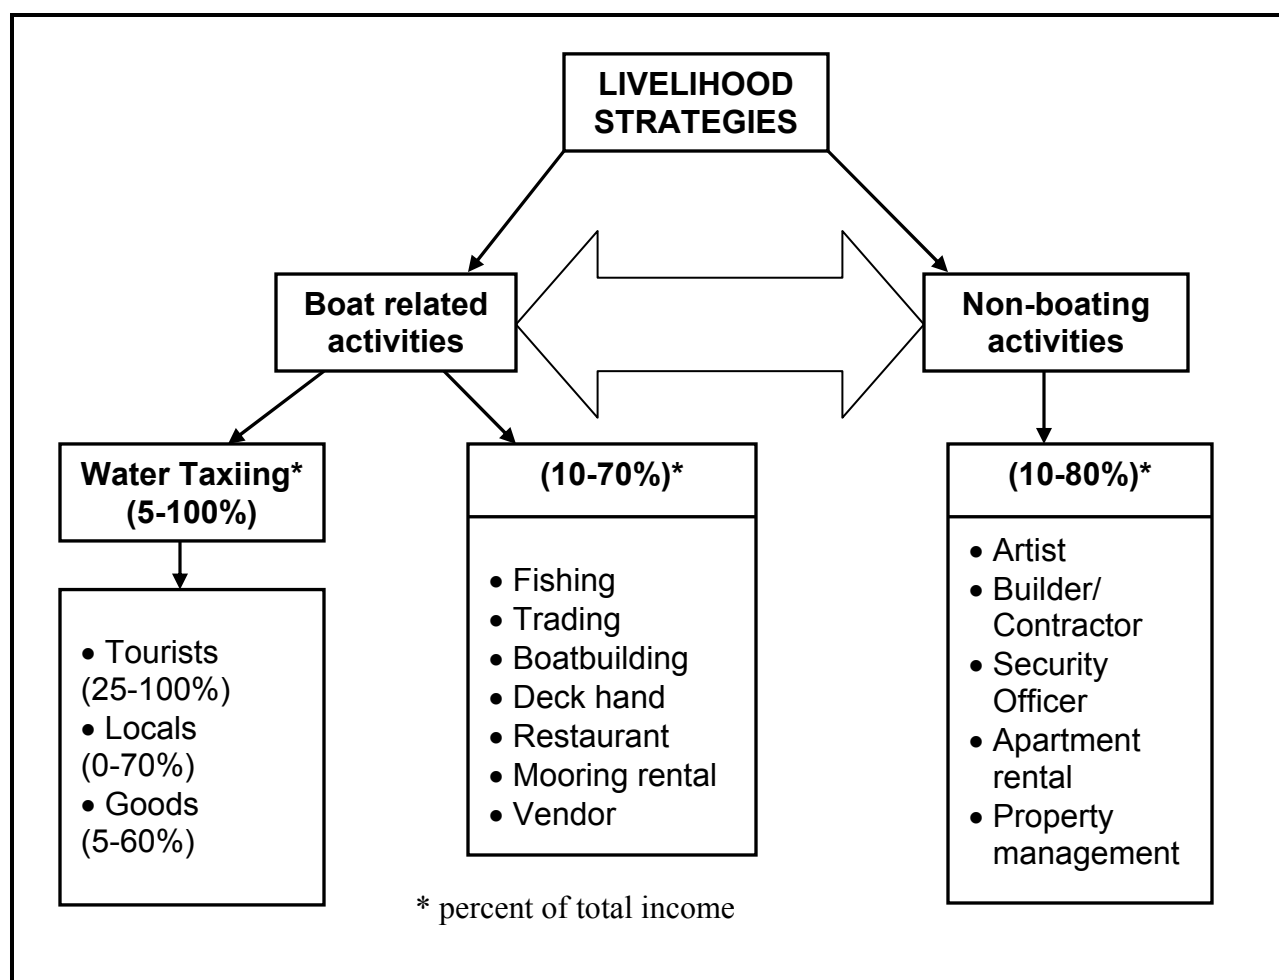 LIVELIHOOD
STRATEGIES
Boat related
activities
Non-boating
activities
Water Taxiing*
(5-100%)
• Tourists
(25-100%)
• Locals
(0-70%)
• Goods
(5-60%)
(10-70%)*
• Fishing
• Trading
• Boatbuilding
• Deck hand
• Restaurant
• Mooring rental
• Vendor
(10-80%)*
• Artist
• Builder/
Contractor
• Security
Officer
• Apartment
rental
• Property
management
* percent of total income